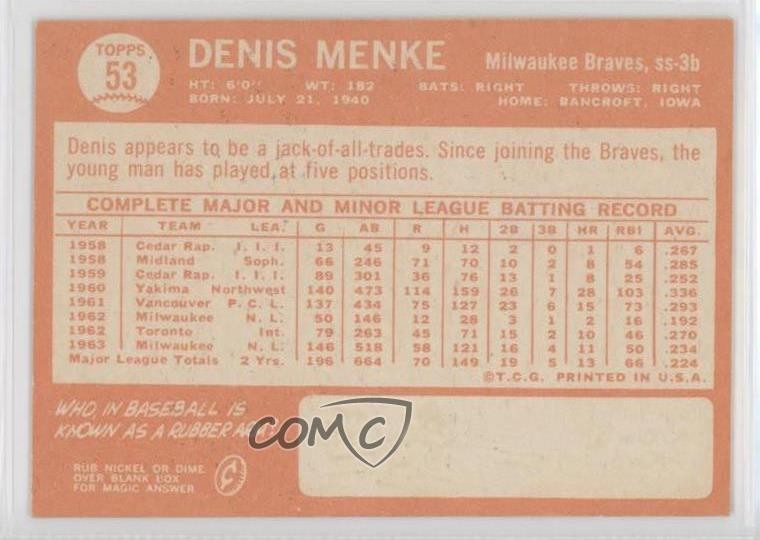 TOPPS
53
DENIS MENKE Milwaukee Braves, ss-3b
HT: 6'0" WT: 182 BATS: RIGHT THROWS: RIGHT
BORN: JULY 21, 1940 HOME: BANCROFT, IOWA
Denis appears to be a jack-of-all-trades. Since joining the Braves, the
young man has played at five positions.
COMPLETE MAJOR AND MINOR LEAGUE BATTING RECORD
YEAR TEAM LEA. G AB R H 2B 3B HR RBI AVG.
1958 Cedar Rap. I. I. I. 13 45 9 12 2 0 1 6 .267
1958 Midland Soph. 66 246 71 70 10 2 8 54 .285
1959 Cedar Rap. I. I. I. 89 301 36 76 13 1 8 25 .252
1960 Yakima Northwest 140 473 114 159 26 7 28 103 .336
1961 Vancouver P. C. L. 137 434 75 127 23 6 15 73 .293
1962 Milwaukee N. L. 50 146 12 28 3 1 2 16 .192
1962 Toronto Int. 79 263 45 71 15 2 10 46 .270
1963 Milwaukee N. L. 146 518 58 121 16 4 11 50 .234
Major League Totals 2 Yrs. 196 664 70 149 19 5 13 66 .224
©T.C.G. PRINTED IN U.S.A.
WHO, IN BASEBALL IS
KNOWN AS A RUBBER
COMC
RUB NICKEL OR DIME
OVER BLANK BOX
FOR MAGIC ANSWER